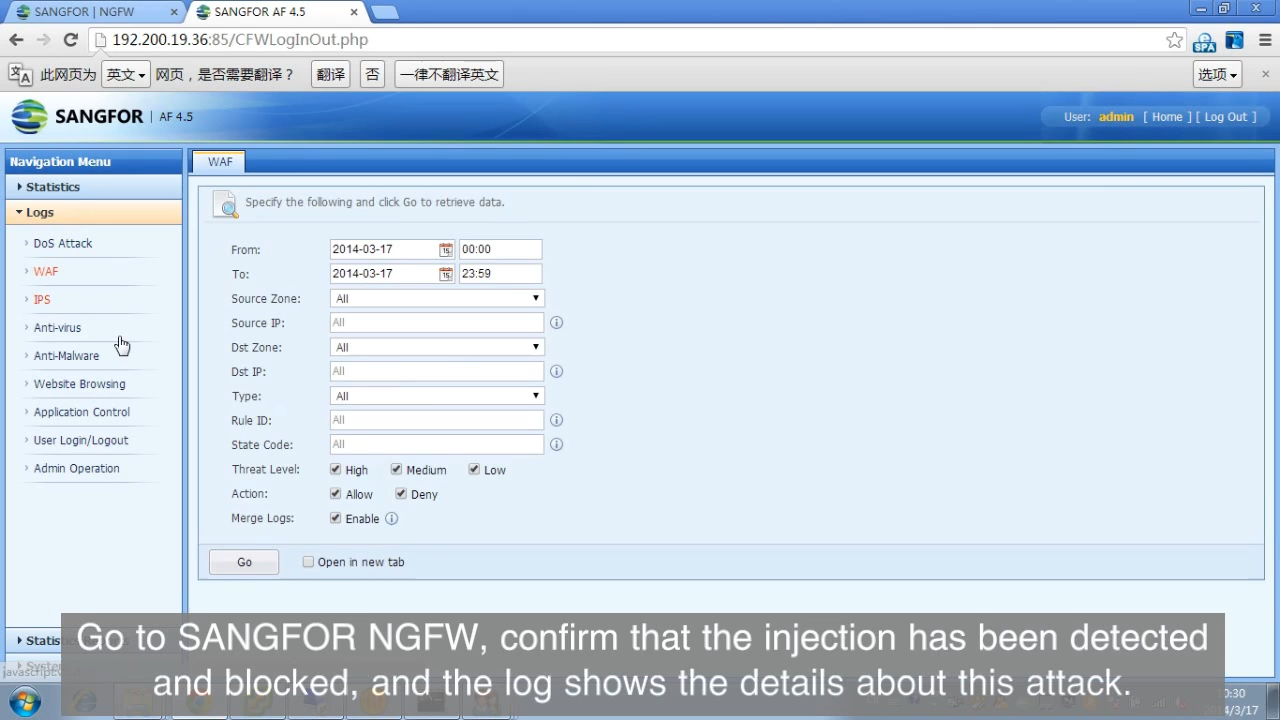 SANGFOR | NGFW
SANGFOR AF 4.5
192.200.19.36:85/CFWLogInOut.php
SPA
此网页为 英文 网页，是否需要翻译？ 翻译 否 一律不翻译英文 选项
SANGFOR | AF 4.5
User: admin [ Home ] [ Log Out ]
Navigation Menu
Statistics
Logs
DoS Attack
WAF
IPS
Anti-virus
Anti-Malware
Website Browsing
Application Control
User Login/Logout
Admin Operation
WAF
Specify the following and click Go to retrieve data.
From: 2014-03-17 00:00
To: 2014-03-17 23:59
Source Zone: All
Source IP: All
Dst Zone: All
Dst IP: All
Type: All
Rule ID: All
State Code: All
Threat Level: High Medium Low
Action: Allow Deny
Merge Logs: Enable
Go Open in new tab
Go to SANGFOR NGFW, confirm that the injection has been detected
and blocked, and the log shows the details about this attack.